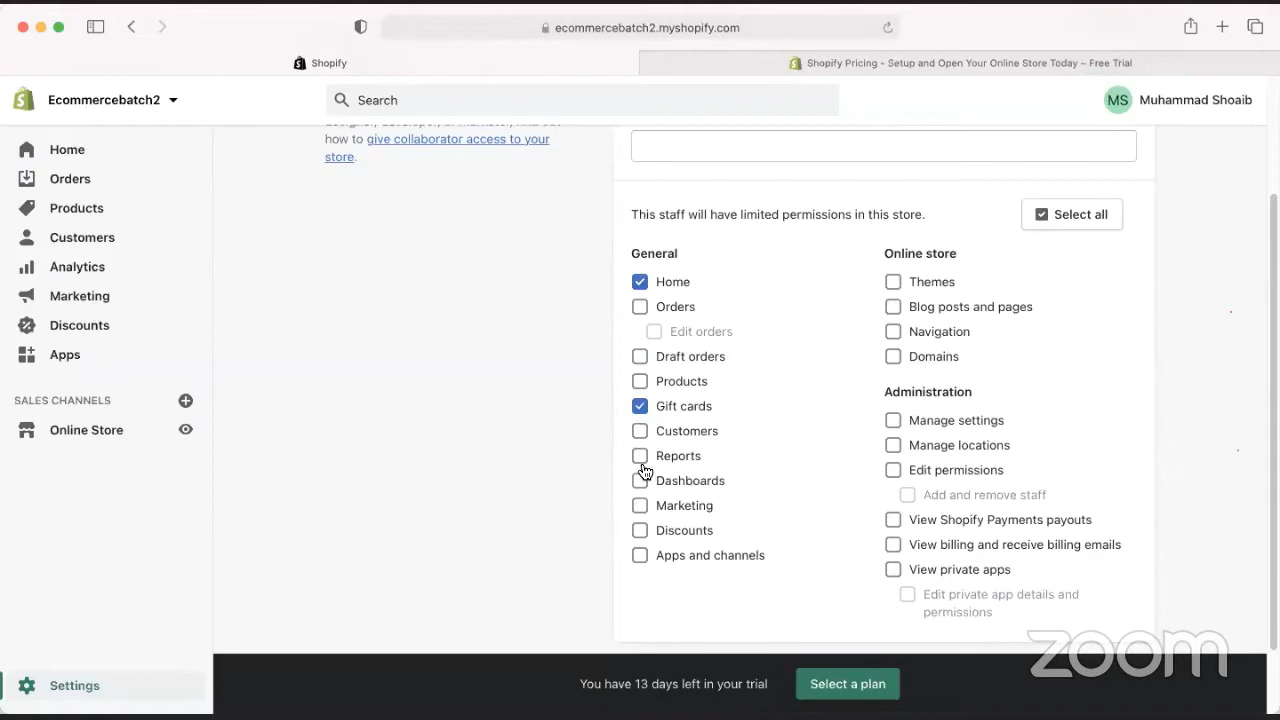 ecommercebatch2.myshopify.com
Shopify
Shopify Pricing - Setup and Open Your Online Store Today – Free Trial
Ecommercebatch2
Search
MS
Muhammad Shoaib
Home
Orders
Products
Customers
Analytics
Marketing
Discounts
Apps
SALES CHANNELS
Online Store
Settings
how to give collaborator access to your
store.
This staff will have limited permissions in this store.
Select all
General
Home
Orders
Edit orders
Draft orders
Products
Gift cards
Customers
Reports
Dashboards
Marketing
Discounts
Apps and channels
Online store
Themes
Blog posts and pages
Navigation
Domains
Administration
Manage settings
Manage locations
Edit permissions
Add and remove staff
View Shopify Payments payouts
View billing and receive billing emails
View private apps
Edit private app details and
permissions
You have 13 days left in your trial
Select a plan
zoom